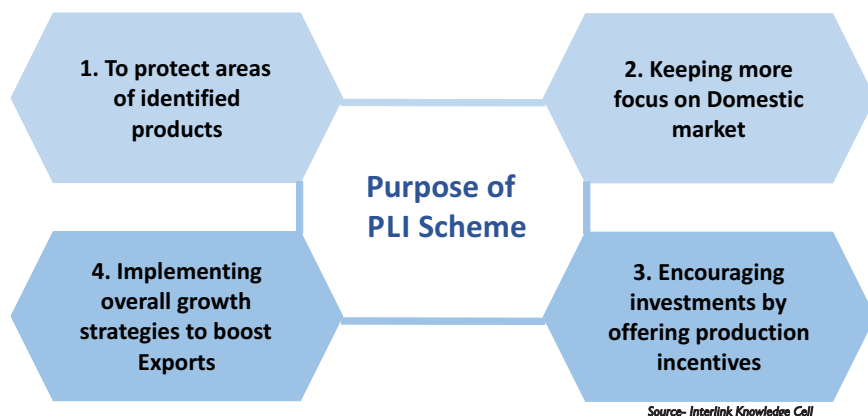 1. To protect areas
of identified
products
2. Keeping more
focus on Domestic
market
Purpose of
PLI Scheme
4. Implementing
overall growth
strategies to boost
Exports
3. Encouraging
investments by
offering production
incentives
Source- Interlink Knowledge Cell